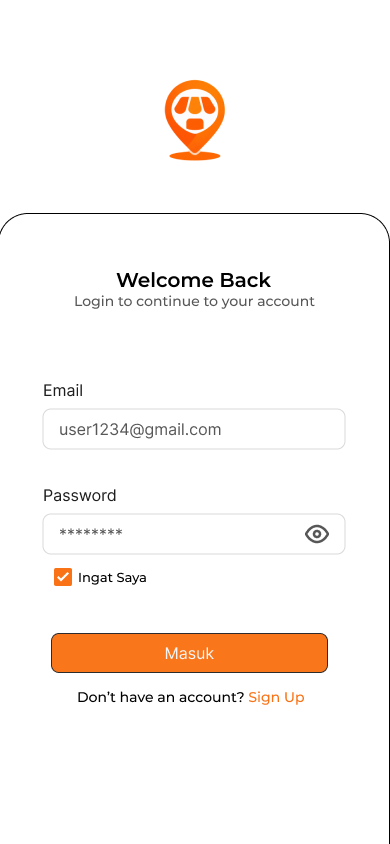 Welcome Back
Login to continue to your account
Email
user1234@gmail.com
Password
********
Ingat Saya
Masuk
Don’t have an account? Sign Up